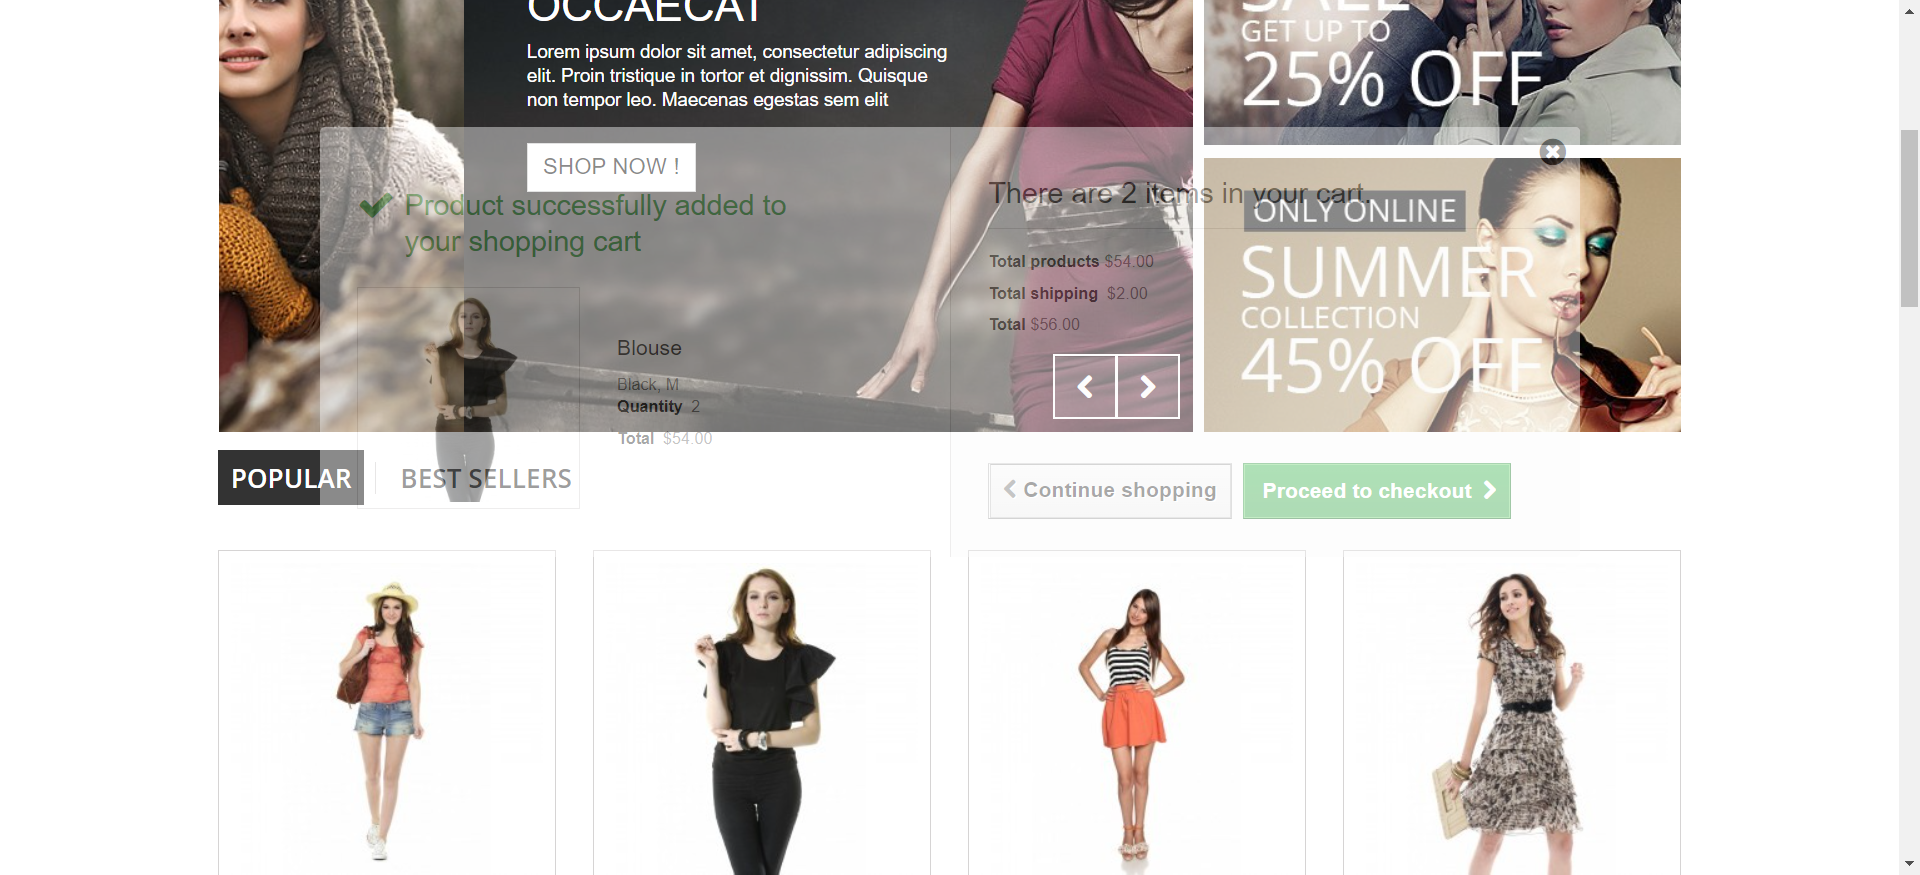 OCCAECAT
Lorem ipsum dolor sit amet, consectetur adipiscing
elit. Proin tristique in tortor et dignissim. Quisque
non tempor leo. Maecenas egestas sem elit
SHOP NOW !
SALE
GET UP TO
25% OFF
ONLY ONLINE
SUMMER
COLLECTION
45% OFF
Product successfully added to
your shopping cart
Blouse
Black, M
Quantity 2
Total $54.00
There are 2 items in your cart.
Total products $54.00
Total shipping $2.00
Total $56.00
Continue shopping
Proceed to checkout
POPULAR
BEST SELLERS